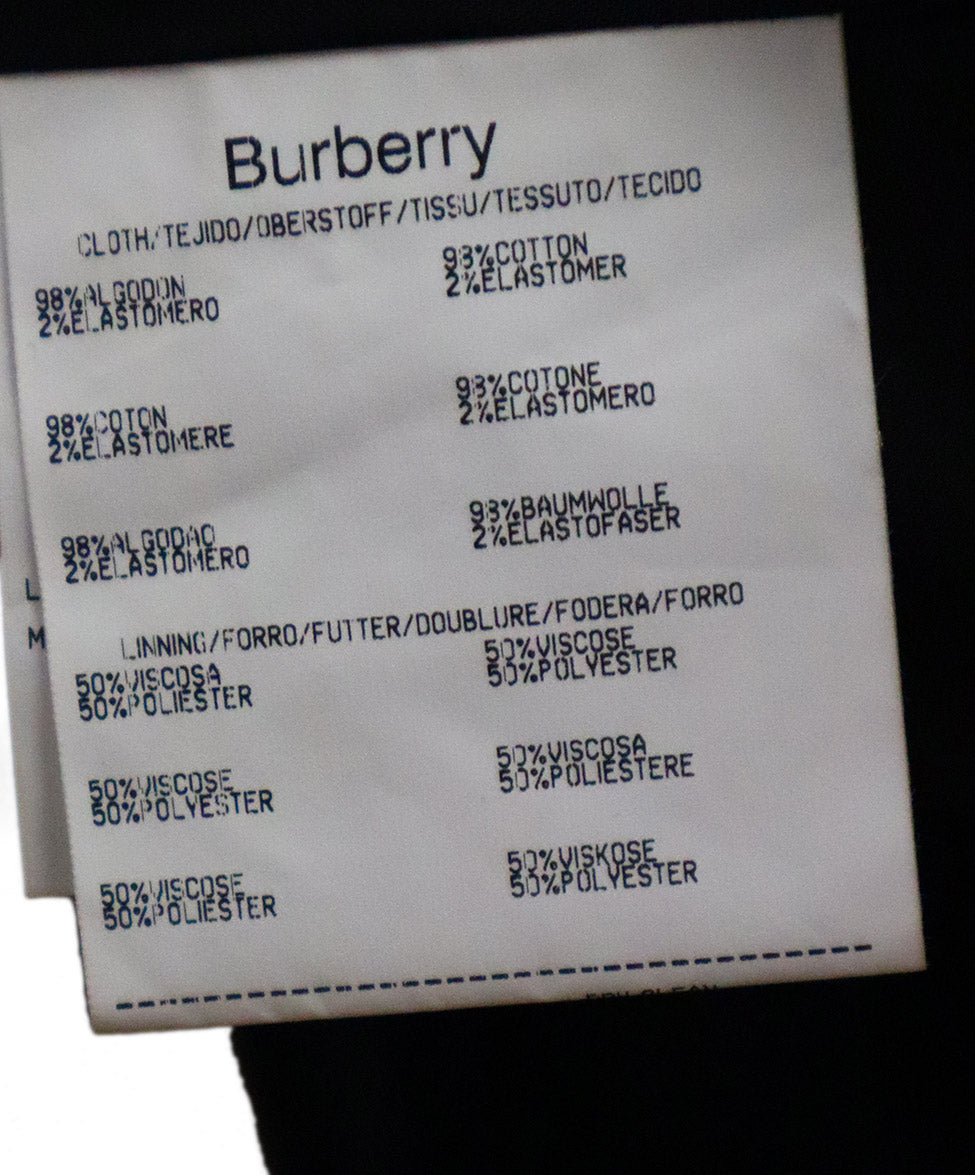 Burberry
CLOTH/TEJIDO/OBERSTOFF/TISSU/TESSUTO/TECIDO
98%ALGODON
2%ELASTOMERO
98%COTTON
2%ELASTOMER
98%COTON
2%ELASTOMERE
98%COTONE
2%ELASTOMERO
98%ALGODAO
2%ELASTOMERO
98%BAUMWOLLE
2%ELASTOFASER
LINNING/FORRO/FUTTER/DOUBLURE/FODERA/FORRO
50%VISCOSA
50%POLIESTER
50%VISCOSE
50%POLYESTER
50%VISCOSE
50%POLYESTER
50%VISCOSA
50%POLIESTERE
50%VISCOSE
50%POLIESTER
50%VISKOSE
50%POLYESTER